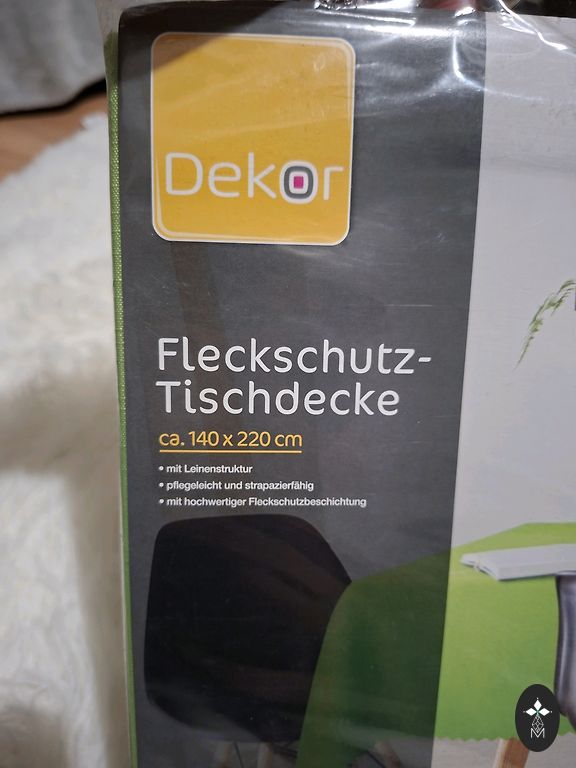 Dekor
Fleckschutz-
Tischdecke
ca. 140 x 220 cm
• mit Leinenstruktur
• pflegeleicht und strapazierfähig
• mit hochwertiger Fleckschutzbeschichtung
M